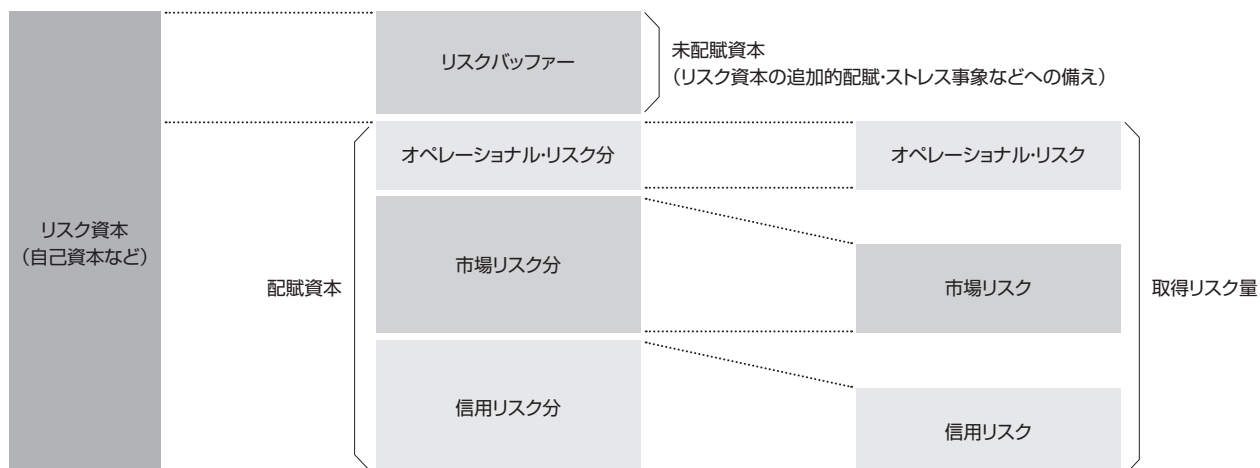 リスクバッファー
未配賦資本
（リスク資本の追加的配賦・ストレス事象などへの備え）
オペレーショナル・リスク分
オペレーショナル・リスク
リスク資本
（自己資本など）
配賦資本
市場リスク分
市場リスク
取得リスク量
信用リスク分
信用リスク